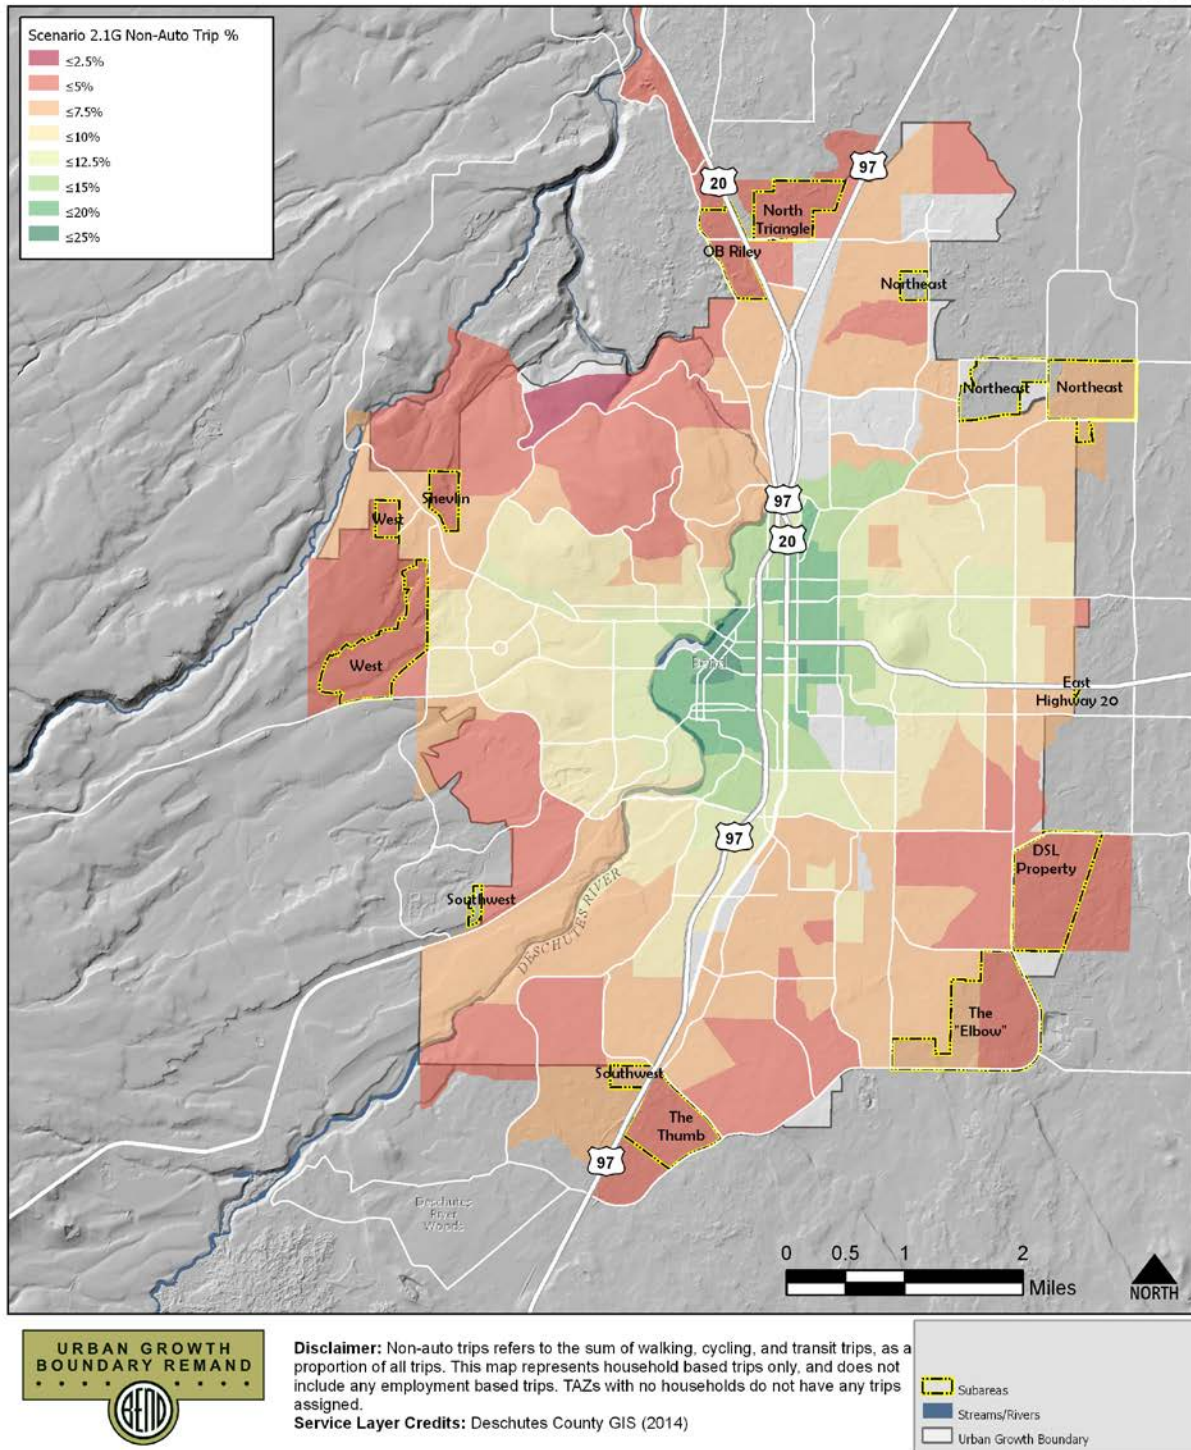 Scenario 2.1G Non-Auto Trip %
≤2.5%
≤5%
≤7.5%
≤10%
≤12.5%
≤15%
≤20%
≤25%
97
20
North
Triangle
OB Riley
Northeast
Northeast
Northeast
Shevlin
West
97
20
West
Bend
East
Highway 20
97
DSL
Property
Southwest
DESCHUTES RIVER
The
"Elbow"
Southwest
The
Thumb
97
Deschutes
River
Woods
0 0.5 1 2
Miles
NORTH
URBAN GROWTH
BOUNDARY REMAND
BEND
Disclaimer: Non-auto trips refers to the sum of walking, cycling, and transit trips, as a
proportion of all trips. This map represents household based trips only, and does not
include any employment based trips. TAZs with no households do not have any trips
assigned.
Service Layer Credits: Deschutes County GIS (2014)
Subareas
Streams/Rivers
Urban Growth Boundary